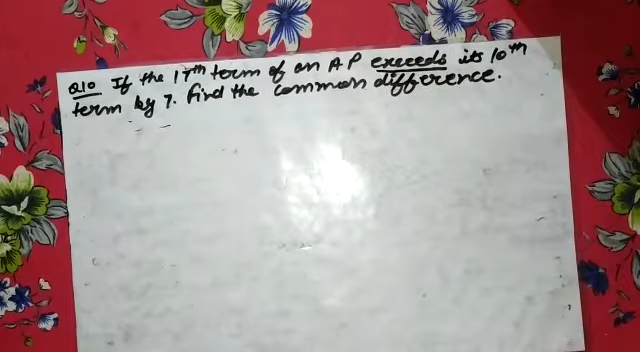 Q10 If the 17th term of an AP exceeds its 10th
term by 7. Find the common difference.